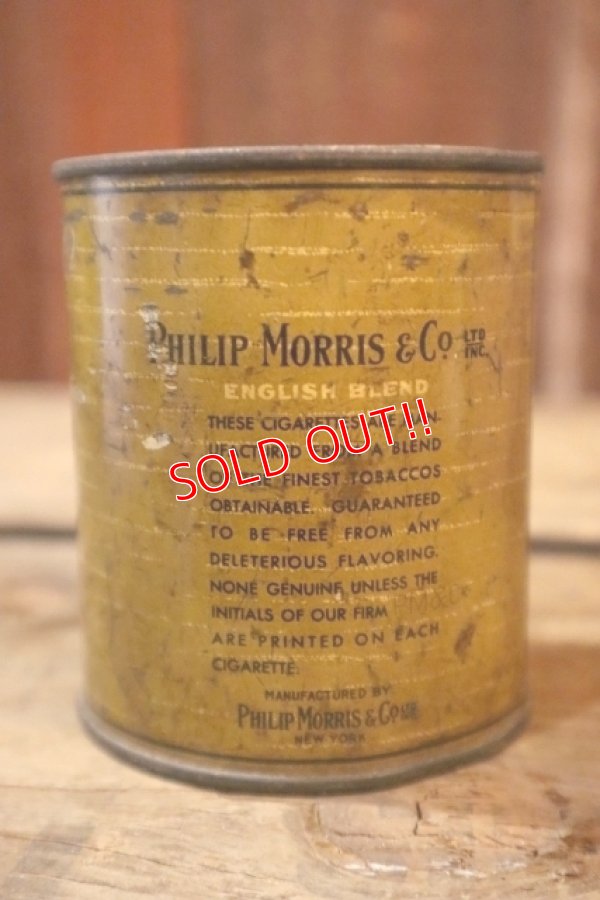 PHILIP MORRIS & Co. LTD INC.
ENGLISH BLEND
THESE CIGARETTES ARE MAN-
UFACTURED FROM A BLEND
OF THE FINEST TOBACCOS
OBTAINABLE. GUARANTEED
TO BE FREE FROM ANY
DELETERIOUS FLAVORING.
NONE GENUINE UNLESS THE
INITIALS OF OUR FIRM
ARE PRINTED ON EACH
CIGARETTE.
MANUFACTURED BY
PHILIP MORRIS & Co.
NEW YORK
SOLD OUT!!